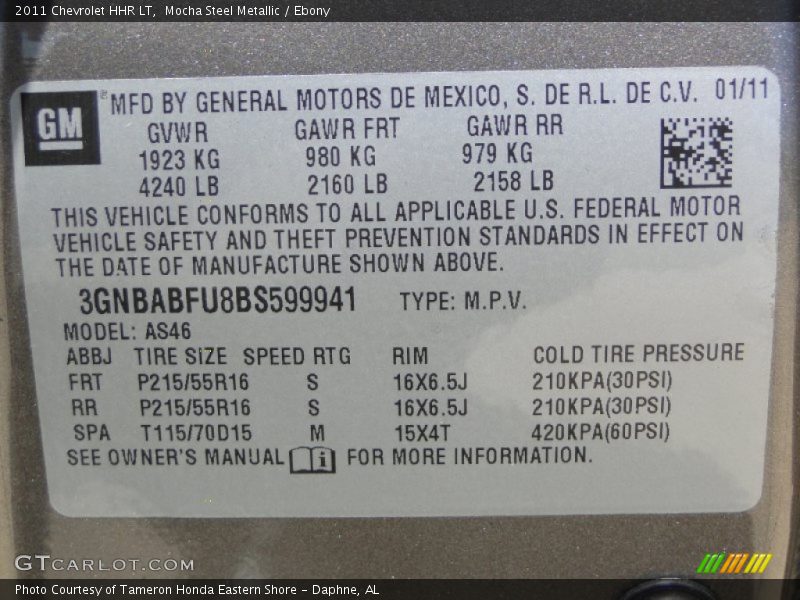 2011 Chevrolet HHR LT,  Mocha Steel Metallic / Ebony
GM
® MFD BY GENERAL MOTORS DE MEXICO, S. DE R.L. DE C.V. 01/11
GVWR GAWR FRT GAWR RR
1923 KG 980 KG 979 KG
4240 LB 2160 LB 2158 LB
THIS VEHICLE CONFORMS TO ALL APPLICABLE U.S. FEDERAL MOTOR
VEHICLE SAFETY AND THEFT PREVENTION STANDARDS IN EFFECT ON
THE DATE OF MANUFACTURE SHOWN ABOVE.
3GNBABFU8BS599941 TYPE: M.P.V.
MODEL: AS46
ABBJ TIRE SIZE SPEED RTG RIM COLD TIRE PRESSURE
FRT P215/55R16 S 16X6.5J 210KPA(30PSI)
RR P215/55R16 S 16X6.5J 210KPA(30PSI)
SPA T115/70D15 M 15X4T 420KPA(60PSI)
SEE OWNER'S MANUAL i FOR MORE INFORMATION.
GTCARLOT.COM
Photo Courtesy of Tameron Honda Eastern Shore – Daphne, AL